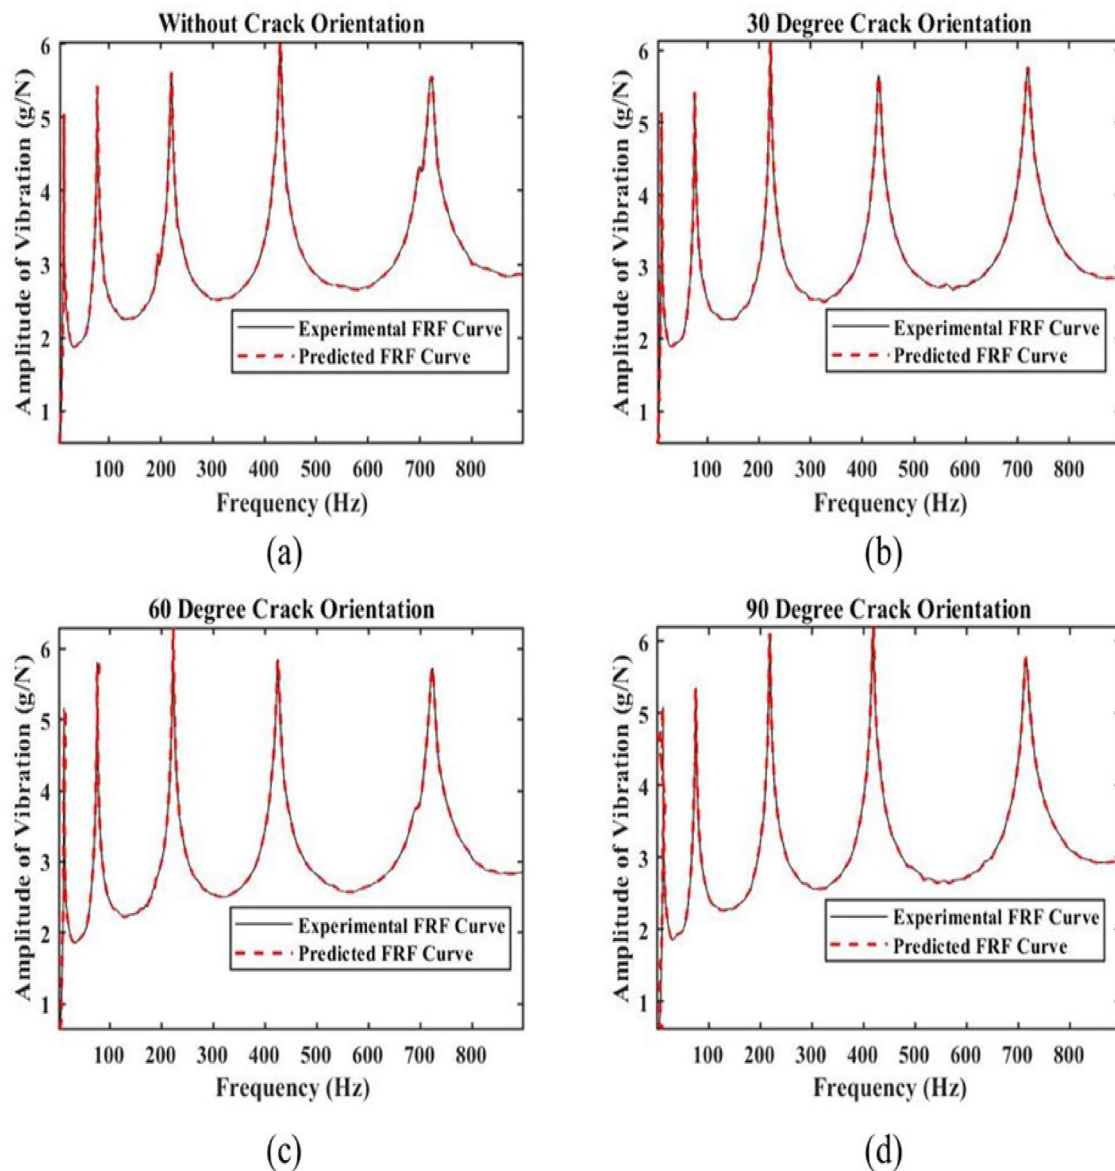 Without Crack Orientation
Amplitude of Vibration (g/N)
6
5
4
3
2
1
Experimental FRF Curve
Predicted FRF Curve
100 200 300 400 500 600 700 800
Frequency (Hz)
(a)
30 Degree Crack Orientation
Amplitude of Vibration (g/N)
6
5
4
3
2
1
Experimental FRF Curve
Predicted FRF Curve
100 200 300 400 500 600 700 800
Frequency (Hz)
(b)
60 Degree Crack Orientation
Amplitude of Vibration (g/N)
6
5
4
3
2
1
Experimental FRF Curve
Predicted FRF Curve
100 200 300 400 500 600 700 800
Frequency (Hz)
(c)
90 Degree Crack Orientation
Amplitude of Vibration (g/N)
6
5
4
3
2
1
Experimental FRF Curve
Predicted FRF Curve
100 200 300 400 500 600 700 800
Frequency (Hz)
(d)